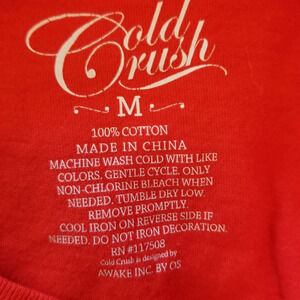 Cold
Crush
M
100% COTTON
MADE IN CHINA
MACHINE WASH COLD WITH LIKE
COLORS. GENTLE CYCLE. ONLY
NON-CHLORINE BLEACH WHEN
NEEDED. TUMBLE DRY LOW.
REMOVE PROMPTLY.
COOL IRON ON REVERSE SIDE IF
NEEDED. DO NOT IRON DECORATION.
RN #117508
Cold Crush is designed by
AWAKE INC. BY OS